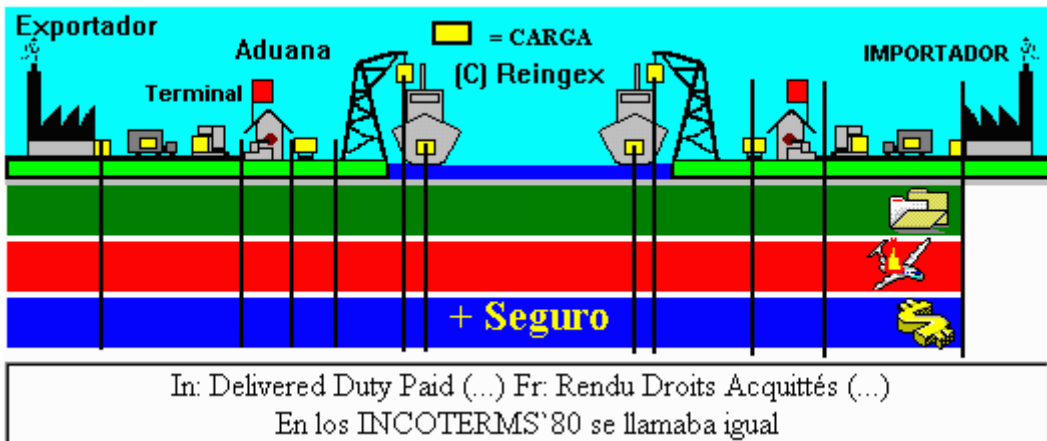 Exportador
Aduana
= CARGA
(C) Reingex
IMPORTADOR
Terminal
+ Seguro
In: Delivered Duty Paid (...) Fr: Rendu Droits Acquittés (...)
En los INCOTERMS`80 se llamaba igual